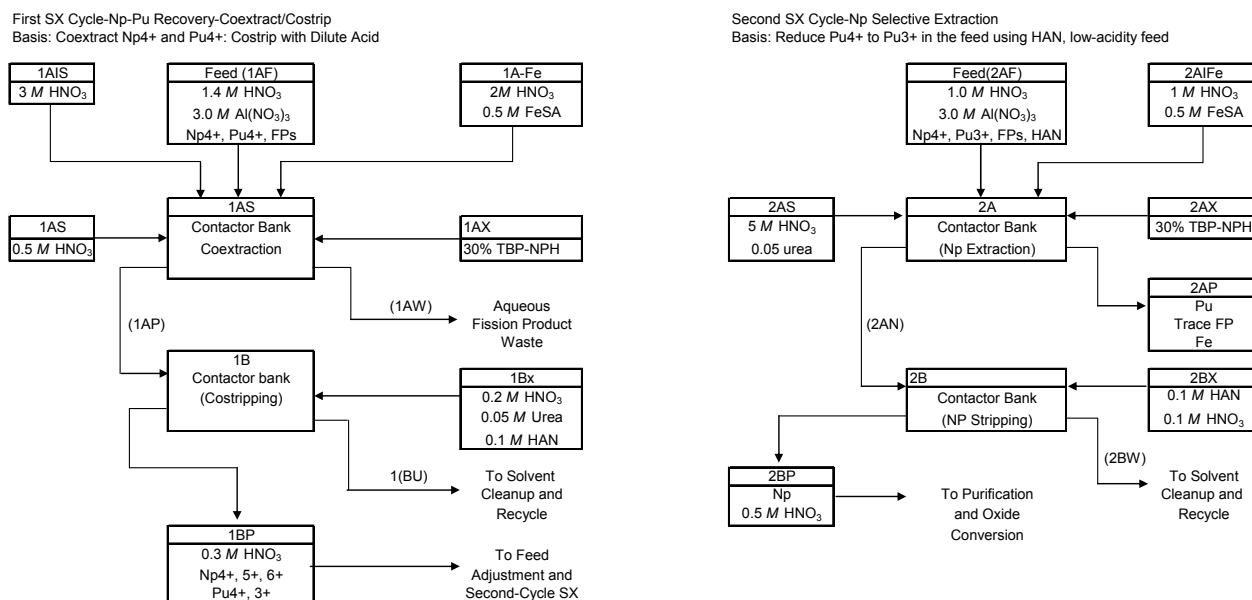 First SX Cycle-Np-Pu Recovery-Coextract/Costrip
Basis: Coextract Np4+ and Pu4+: Costrip with Dilute Acid
1AIS
3 M HNO₃
Feed (1AF)
1.4 M HNO₃
3.0 M Al(NO₃)₃
Np4+, Pu4+, FPs
1A-Fe
2M HNO₃
0.5 M FeSA
1AS
0.5 M HNO₃
1AS
Contactor Bank
Coextraction
1AX
30% TBP-NPH
(1AP)
(1AW)
Aqueous
Fission Product
Waste
1B
Contactor bank
(Costripping)
1Bx
0.2 M HNO₃
0.05 M Urea
0.1 M HAN
1(BU)
To Solvent
Cleanup and
Recycle
1BP
0.3 M HNO₃
Np4+, 5+, 6+
Pu4+, 3+
To Feed
Adjustment and
Second-Cycle SX
Second SX Cycle-Np Selective Extraction
Basis: Reduce Pu4+ to Pu3+ in the feed using HAN, low-acidity feed
Feed(2AF)
1.0 M HNO₃
3.0 M Al(NO₃)₃
Np4+, Pu3+, FPs, HAN
2AIFe
1 M HNO₃
0.5 M FeSA
2AS
5 M HNO₃
0.05 urea
2A
Contactor Bank
(Np Extraction)
2AX
30% TBP-NPH
(2AN)
2AP
Pu
Trace FP
Fe
2B
Contactor Bank
(NP Stripping)
2BX
0.1 M HAN
0.1 M HNO₃
(2BW)
To Solvent
Cleanup and
Recycle
2BP
Np
0.5 M HNO₃
To Purification
and Oxide
Conversion